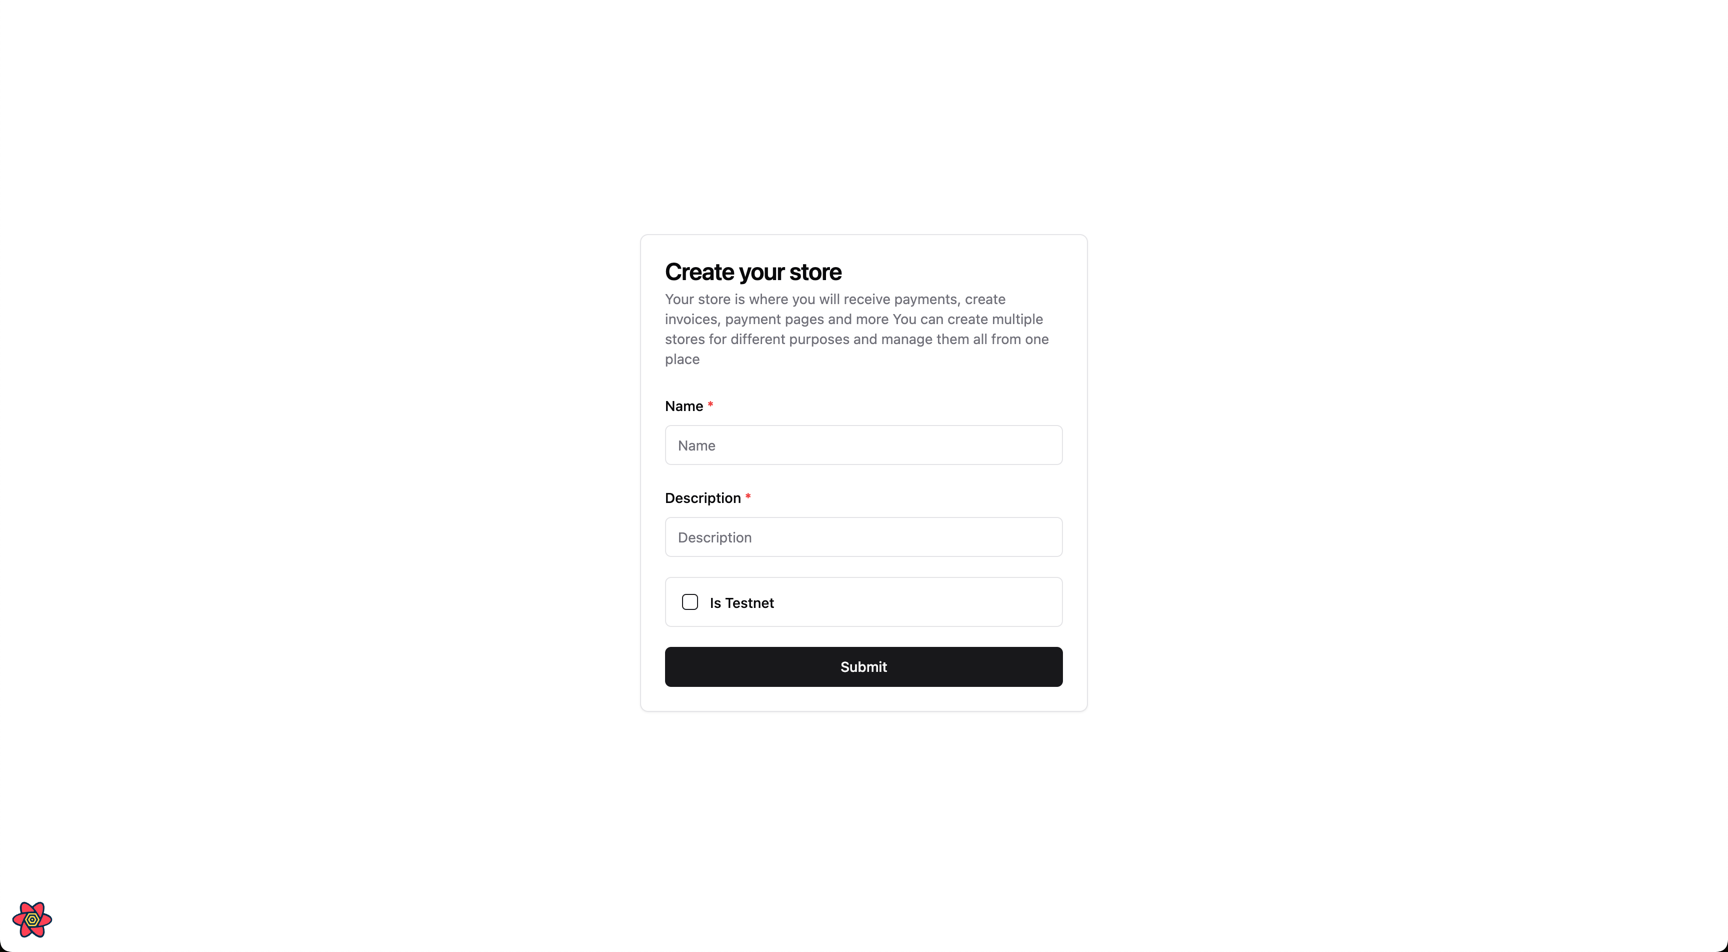 Create your store
Your store is where you will receive payments, create
invoices, payment pages and more You can create multiple
stores for different purposes and manage them all from one
place
Name *
Name
Description *
Description
Is Testnet
Submit